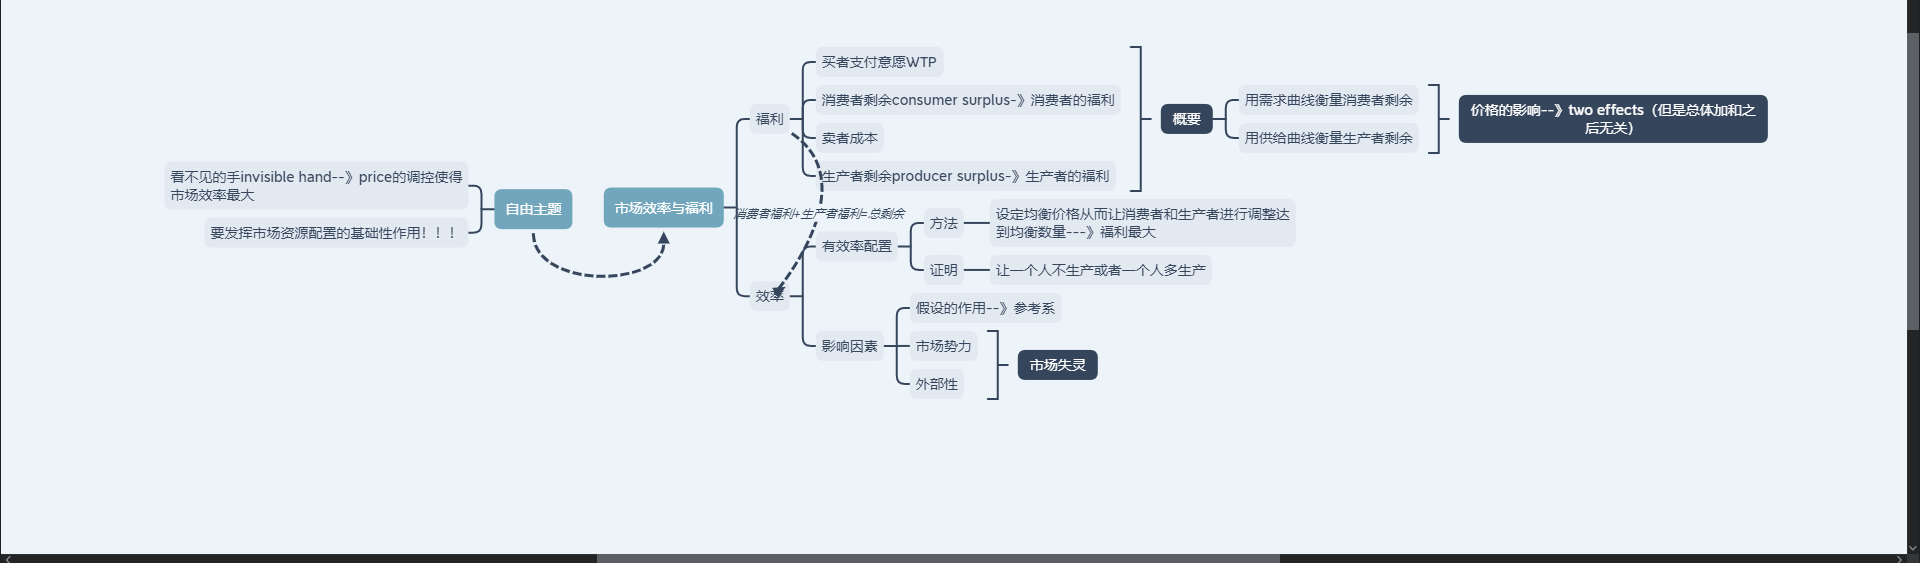 买者支付意愿WTP
消费者剩余consumer surplus-》消费者的福利
卖者成本
生产者剩余producer surplus-》生产者的福利
福利
概要
用需求曲线衡量消费者剩余
用供给曲线衡量生产者剩余
价格的影响--》two effects（但是总体加和之
后无关）
看不见的手invisible hand--》price的调控使得
市场效率最大
要发挥市场资源配置的基础性作用！！！
自由主题
市场效率与福利
消费者福利+生产者福利=总剩余
有效率配置
方法
设定均衡价格从而让消费者和生产者进行调整达
到均衡数量---》福利最大
证明
让一个人不生产或者一个人多生产
效率
影响因素
假设的作用--》参考系
市场势力
外部性
市场失灵